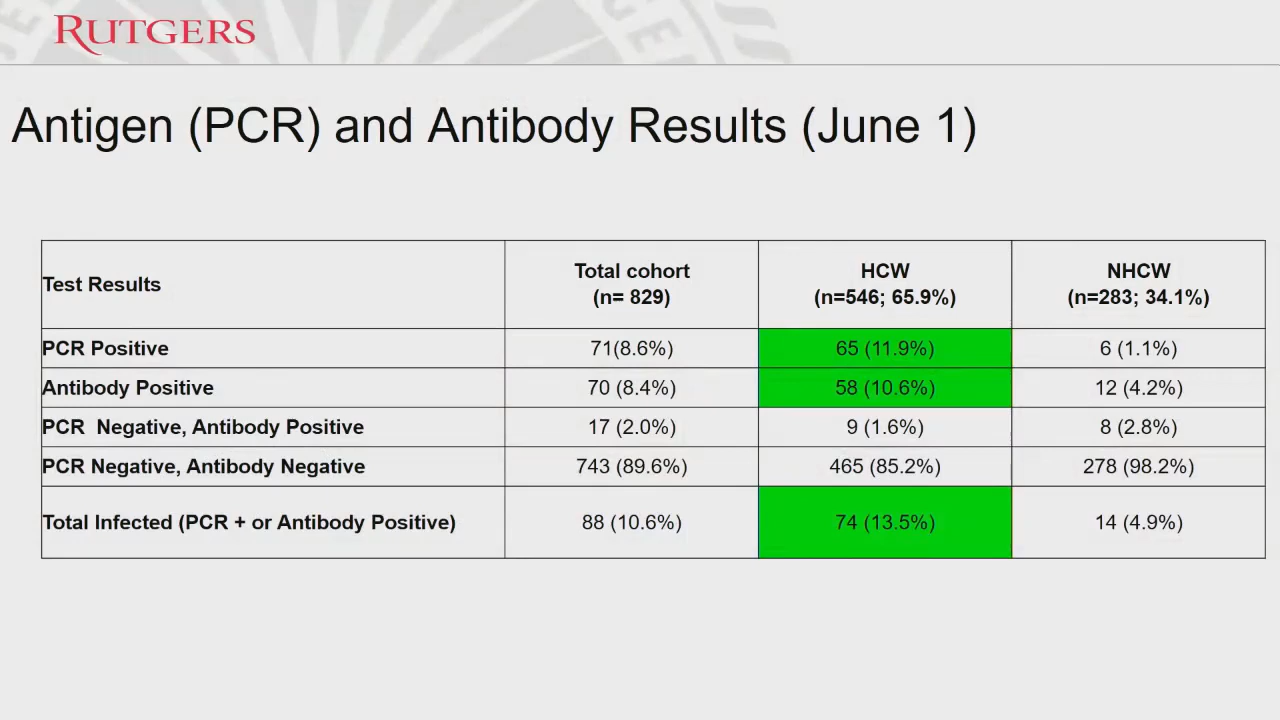 RUTGERS
Antigen (PCR) and Antibody Results (June 1)
Test Results
Total cohort
(n= 829)
HCW
(n=546; 65.9%)
NHCW
(n=283; 34.1%)
PCR Positive
71(8.6%)
65 (11.9%)
6 (1.1%)
Antibody Positive
70 (8.4%)
58 (10.6%)
12 (4.2%)
PCR  Negative, Antibody Positive
17 (2.0%)
9 (1.6%)
8 (2.8%)
PCR Negative, Antibody Negative
743 (89.6%)
465 (85.2%)
278 (98.2%)
Total Infected (PCR + or Antibody Positive)
88 (10.6%)
74 (13.5%)
14 (4.9%)